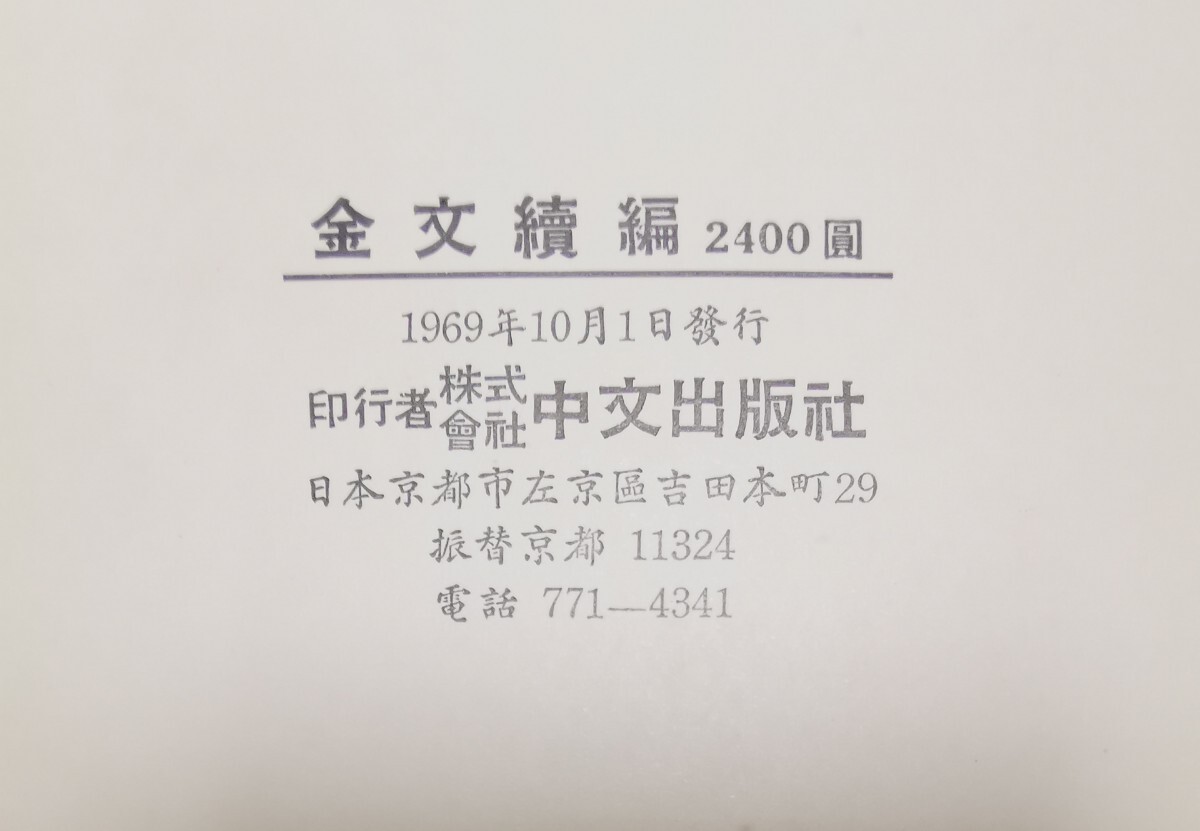 金文續編 2400圓
1969年10月1日發行
印行者 株式會社 中文出版社
日本京都市左京區吉田本町29
振替京都 11324
電話 771—4341